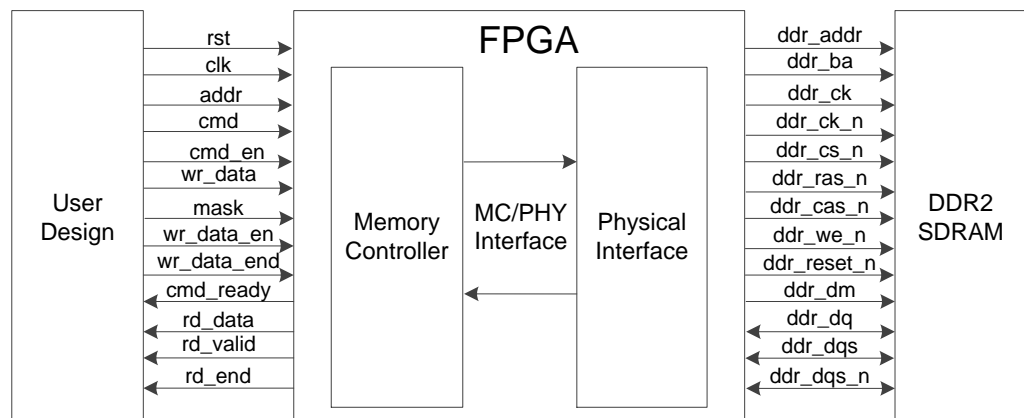 FPGA
rst
clk
addr
cmd
cmd_en
wr_data
mask
wr_data_en
wr_data_end
cmd_ready
rd_data
rd_valid
rd_end
User
Design
Memory
Controller
MC/PHY
Interface
Physical
Interface
ddr_addr
ddr_ba
ddr_ck
ddr_ck_n
ddr_cs_n
ddr_ras_n
ddr_cas_n
ddr_we_n
ddr_reset_n
ddr_dm
ddr_dq
ddr_dqs
ddr_dqs_n
DDR2
SDRAM